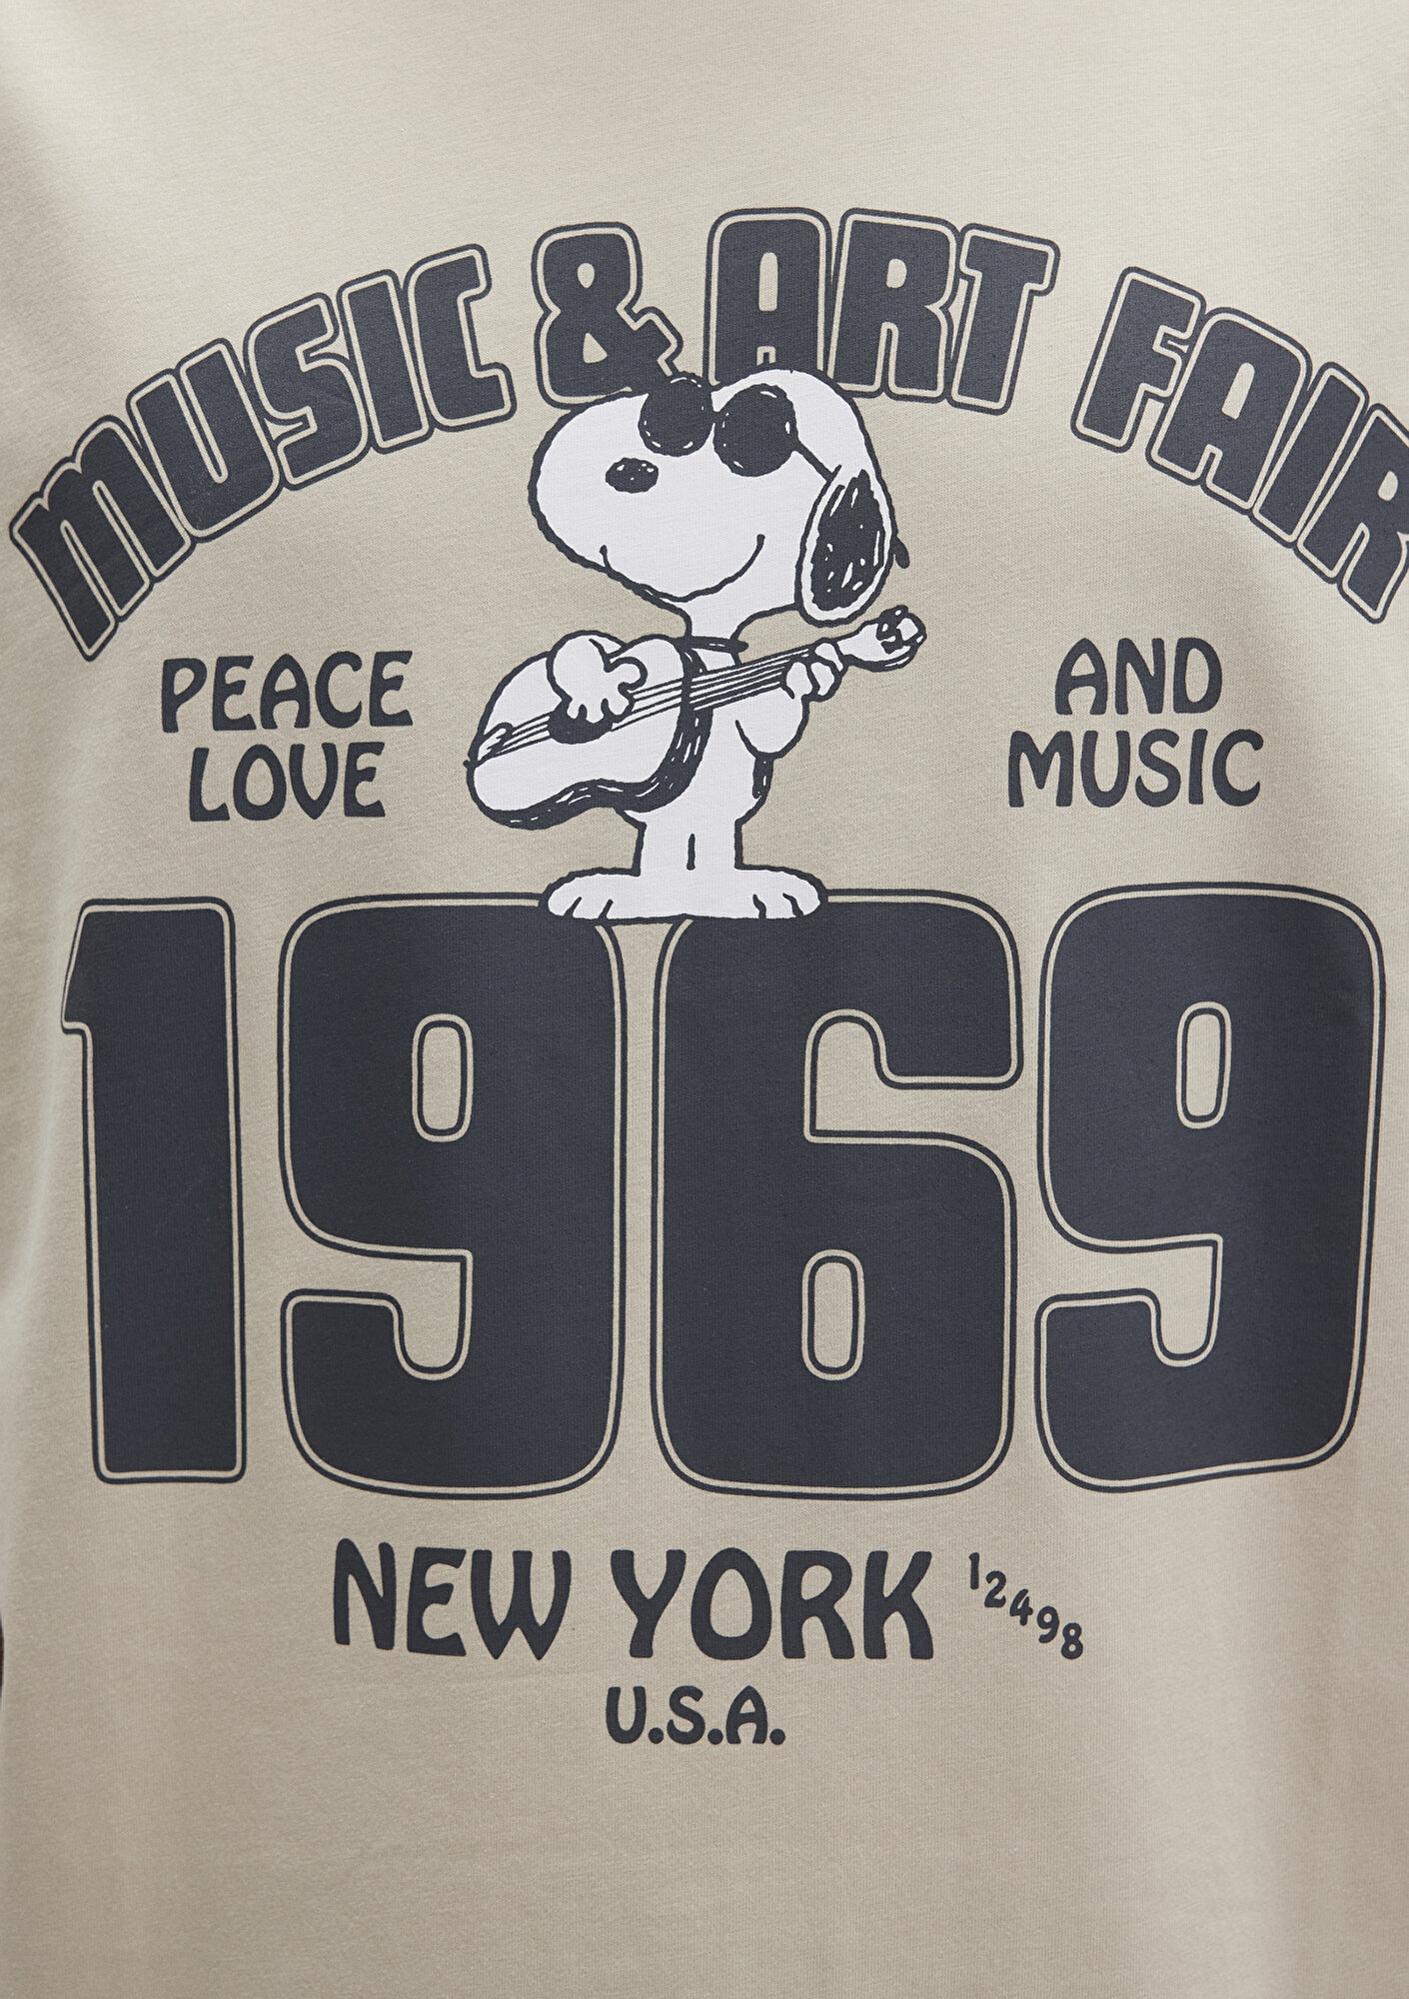 MUSIC & ART FAIR
PEACE
LOVE
AND
MUSIC
1969
NEW YORK 12498
U.S.A.